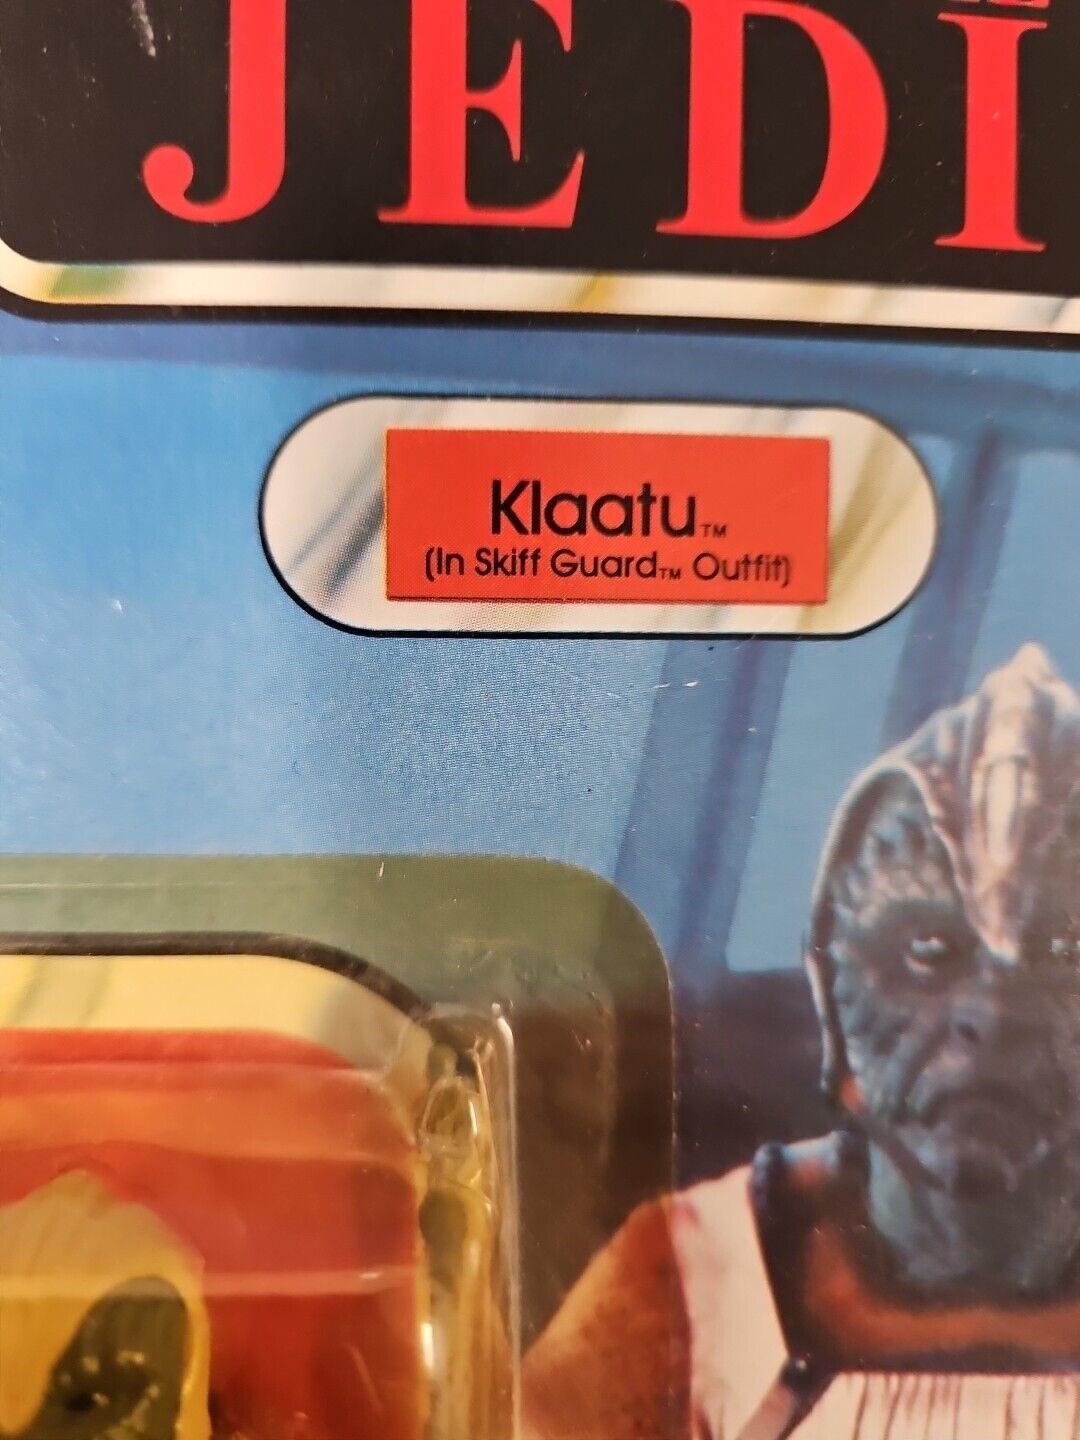 JEDI
Klaatu™
(In Skiff Guard™ Outfit)